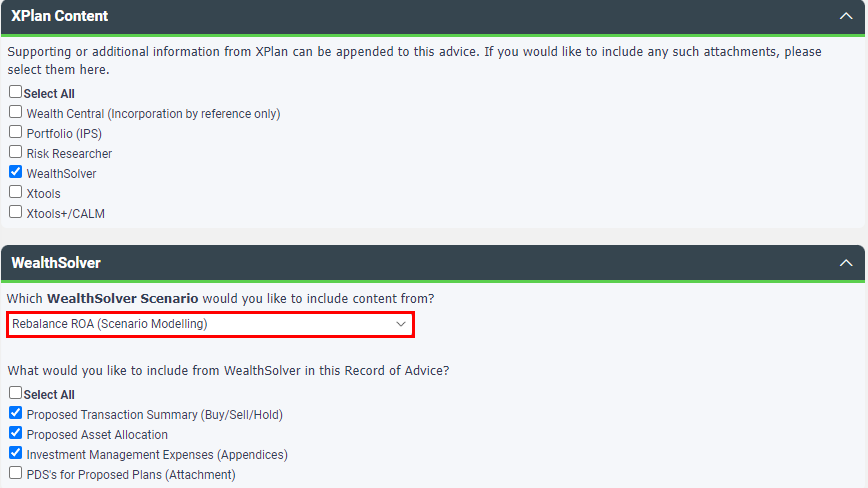 XPlan Content
Supporting or additional information from XPlan can be appended to this advice. If you would like to include any such attachments, please
select them here.
Select All
Wealth Central (Incorporation by reference only)
Portfolio (IPS)
Risk Researcher
WealthSolver
Xtools
Xtools+/CALM
WealthSolver
Which WealthSolver Scenario would you like to include content from?
Rebalance ROA (Scenario Modelling)
What would you like to include from WealthSolver in this Record of Advice?
Select All
Proposed Transaction Summary (Buy/Sell/Hold)
Proposed Asset Allocation
Investment Management Expenses (Appendices)
PDS's for Proposed Plans (Attachment)